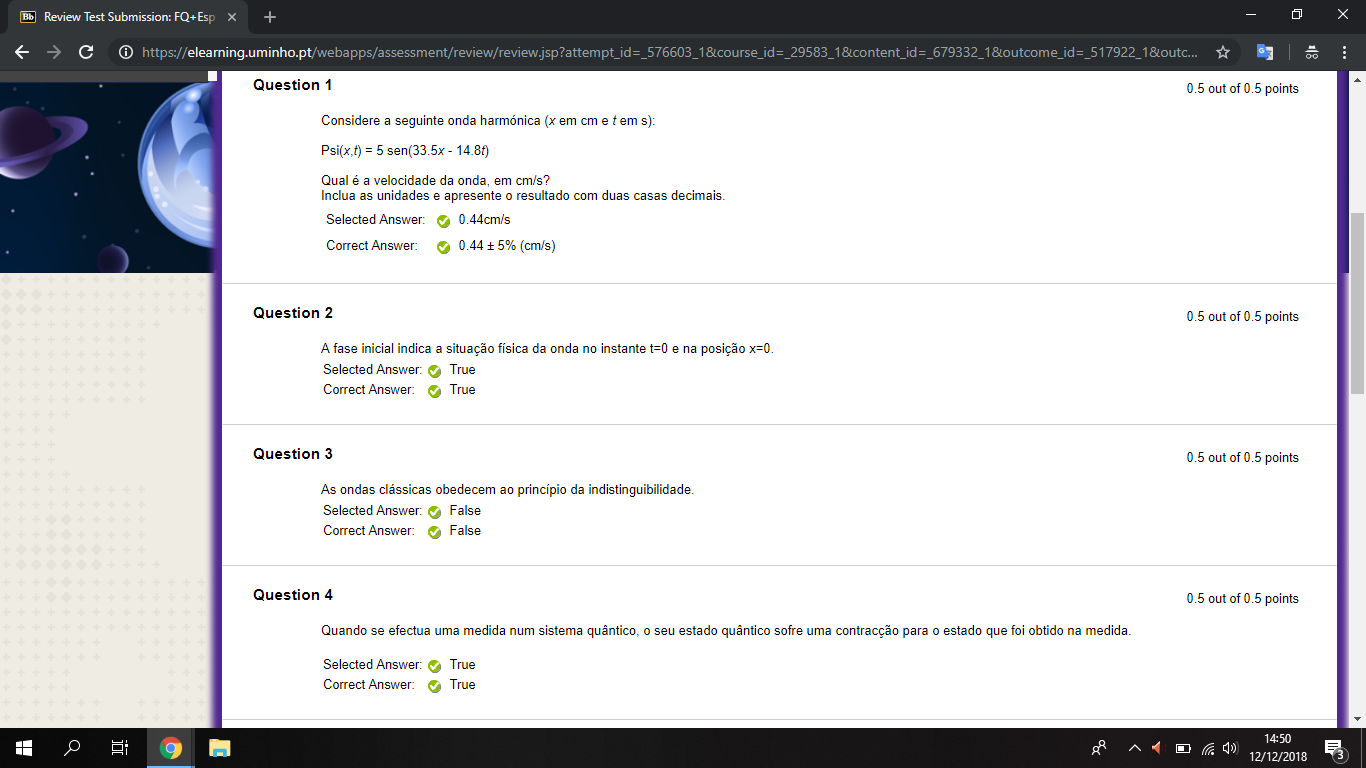 Bb Review Test Submission: FQ+Esp
https://elearning.uminho.pt/webapps/assessment/review/review.jsp?attempt_id=_576603_1&course_id=_29583_1&content_id=_679332_1&outcome_id=_517922_1&outc...
Question 1
0.5 out of 0.5 points
Considere a seguinte onda harmónica (x em cm e t em s):
Psi(x,t) = 5 sen(33.5x - 14.8t)
Qual é a velocidade da onda, em cm/s?
Inclua as unidades e apresente o resultado com duas casas decimais.
Selected Answer: 0.44cm/s
Correct Answer: 0.44 ± 5% (cm/s)
Question 2
0.5 out of 0.5 points
A fase inicial indica a situação física da onda no instante t=0 e na posição x=0.
Selected Answer: True
Correct Answer: True
Question 3
0.5 out of 0.5 points
As ondas clássicas obedecem ao princípio da indistinguibilidade.
Selected Answer: False
Correct Answer: False
Question 4
0.5 out of 0.5 points
Quando se efectua uma medida num sistema quântico, o seu estado quântico sofre uma contracção para o estado que foi obtido na medida.
Selected Answer: True
Correct Answer: True
14:50
12/12/2018
3